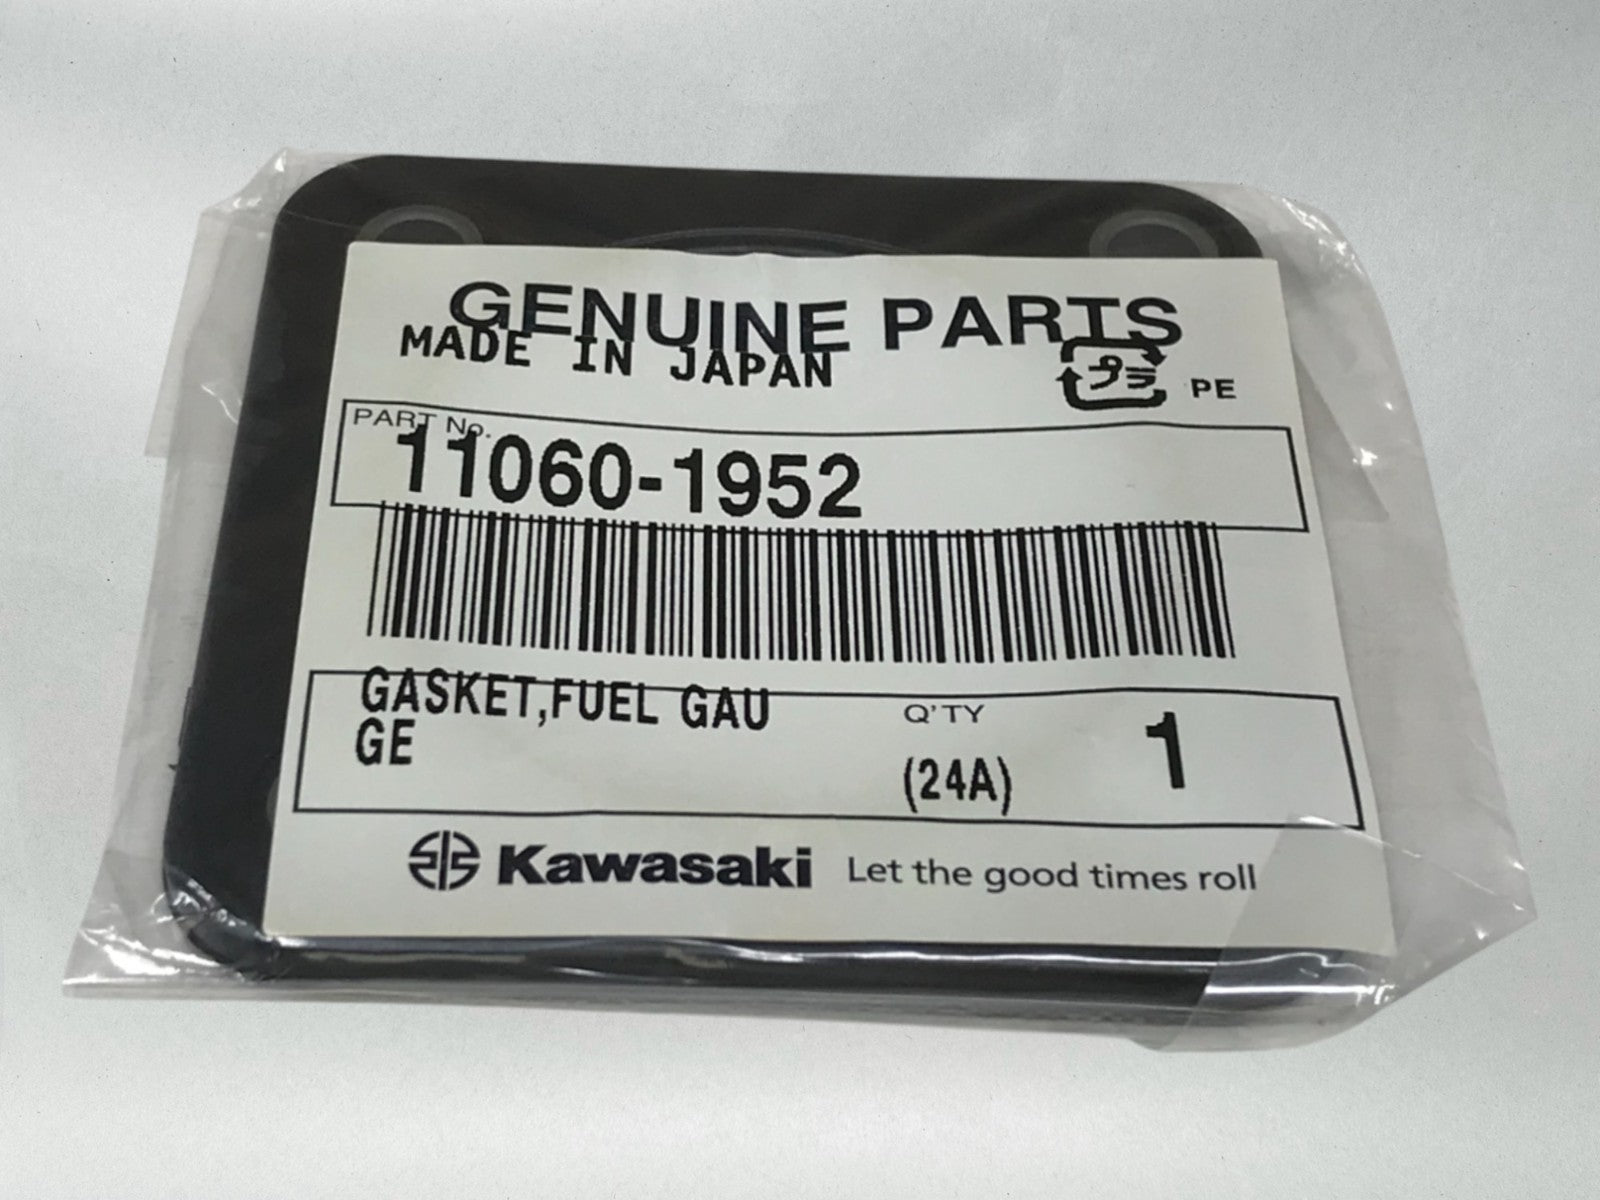 GENUINE PARTS
MADE IN JAPAN
プラ PE
PART No.
11060-1952
GASKET,FUEL GAU
GE
Q'TY
(24A)
1
Kawasaki Let the good times roll